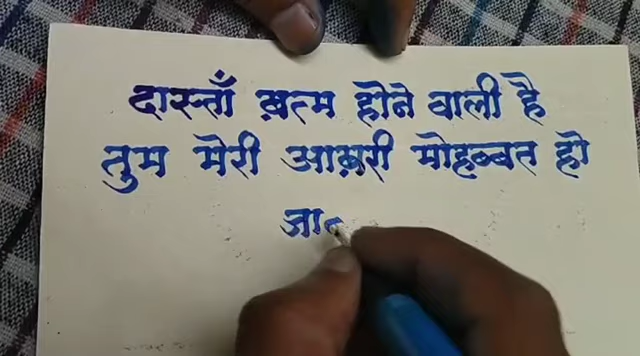 दास्ताँ ख़त्म होने वाली है
तुम मेरी आख़री मोहब्बत हो
जा